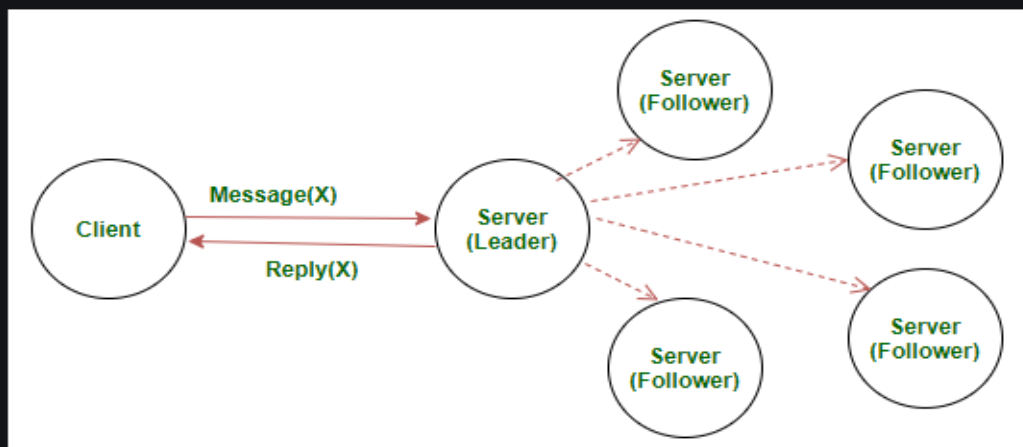 Client
Message(X)
Reply(X)
Server
(Leader)
Server
(Follower)
Server
(Follower)
Server
(Follower)
Server
(Follower)